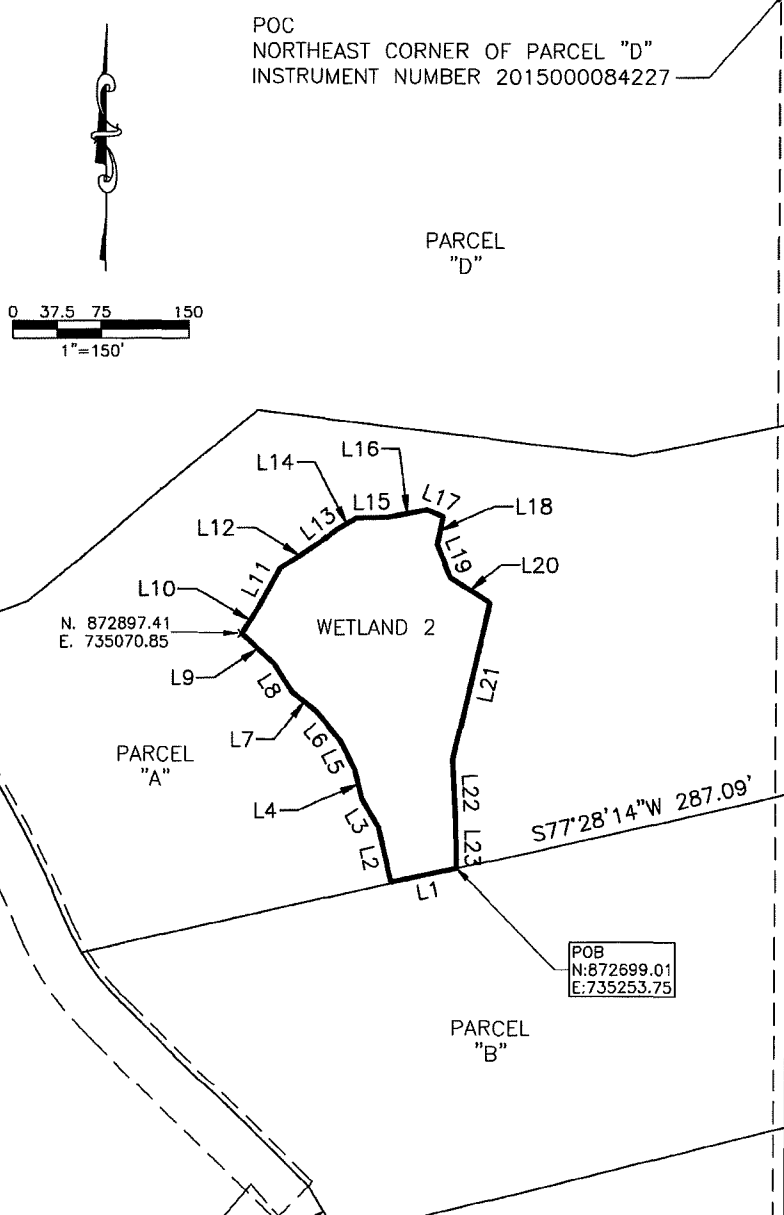 POC
NORTHEAST CORNER OF PARCEL "D"
INSTRUMENT NUMBER 2015000084227
PARCEL
"D"
0 37.5 75 150
1"=150'
L16
L14
L15
L17
L18
L12
L13
L19
L20
L11
L10
N. 872897.41
E. 735070.85
WETLAND 2
L9
L8
L21
L7
L6
PARCEL
"A"
L5
L4
L3
L22
S77°28'14"W 287.09'
L2
L23
L1
POB
N:872699.01
E:735253.75
PARCEL
"B"